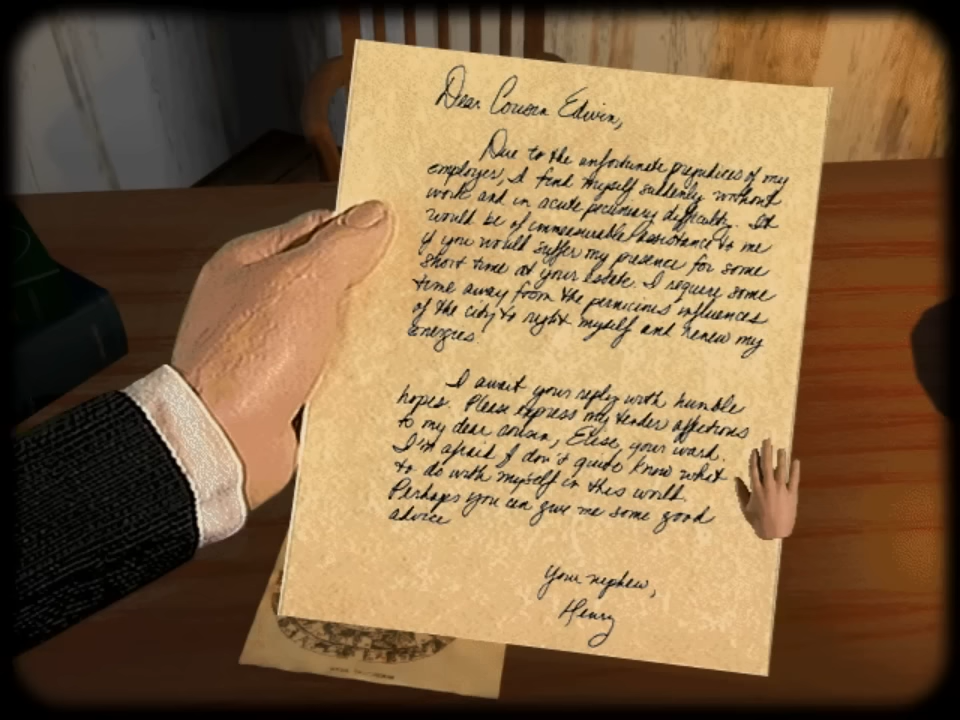 Dear Cousin Edwin,
Due to the unfortunate prejudices of my
employer, I find myself suddenly without
work and in acute pecuniary difficulty. It
would be of immeasurable assistance to me
if you would suffer my presence for some
short time at your estate. I require some
time away from the pernicious influences
of the city to right myself and renew my
energies.
I await your reply with humble
hopes. Please express my tender affections
to my dear cousin, Elise, your ward.
I'm afraid I don't quite know what
to do with myself in this world.
Perhaps you can give me some good
advice
Your nephew,
Henry